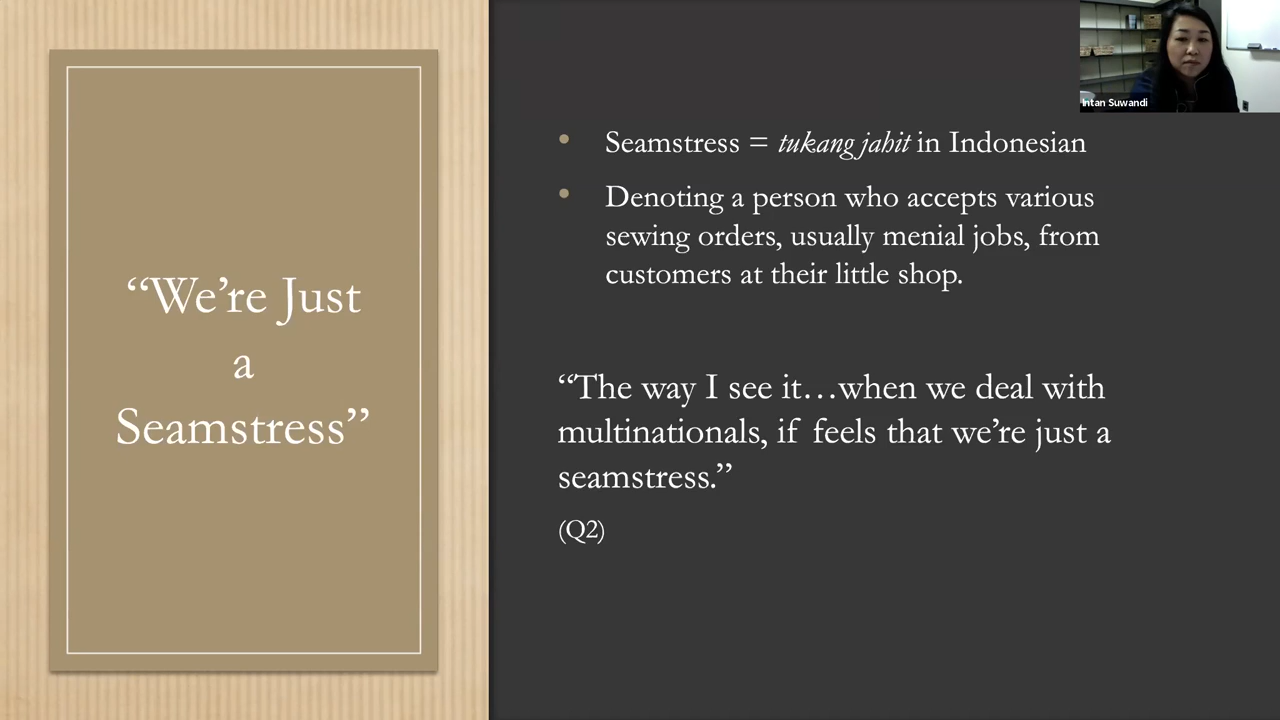 “We’re Just
a
Seamstress”
Intan Suwandi
• Seamstress = tukang jahit in Indonesian
• Denoting a person who accepts various
sewing orders, usually menial jobs, from
customers at their little shop.
“The way I see it…when we deal with
multinationals, if feels that we’re just a
seamstress.”
(Q2)